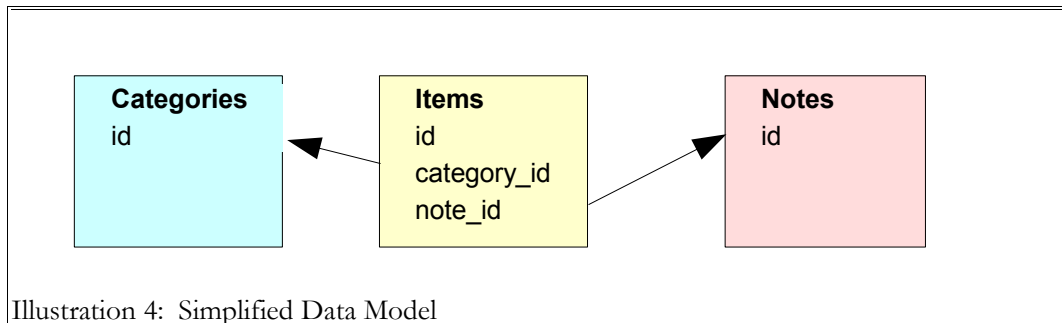 Categories
id
Items
id
category_id
note_id
Notes
id
Illustration 4: Simplified Data Model